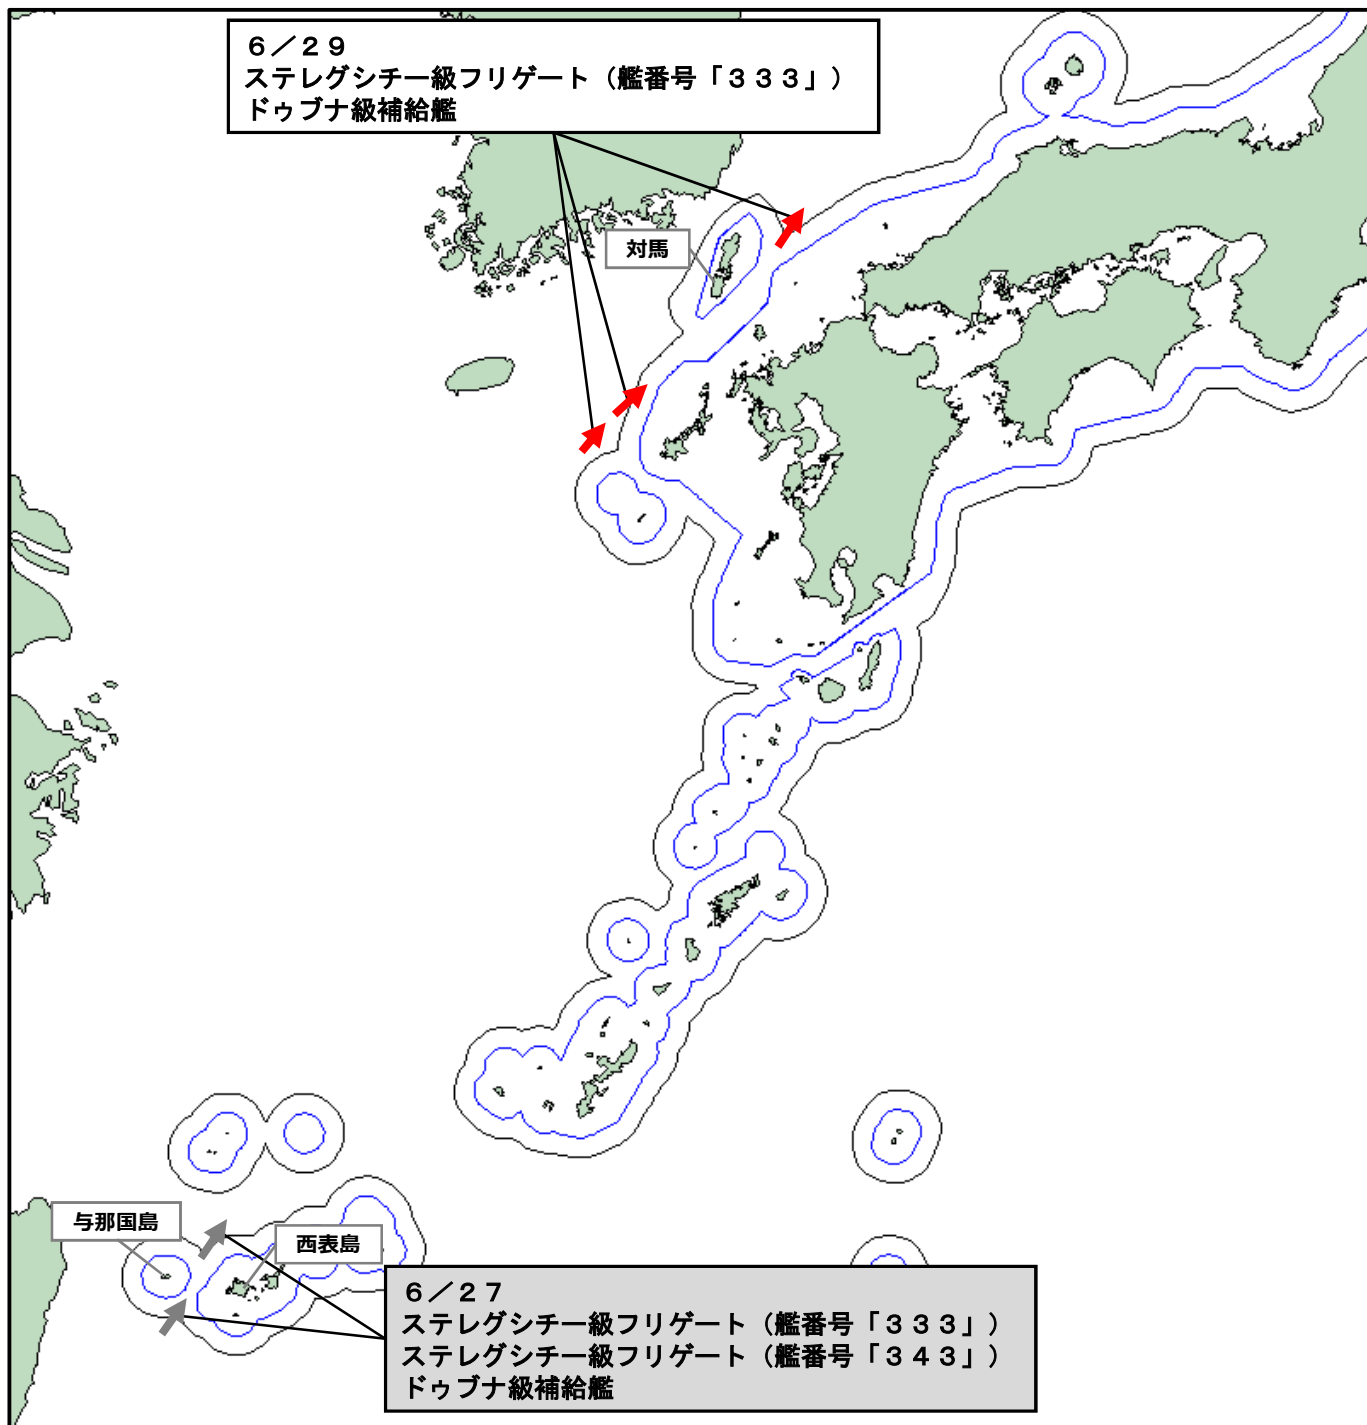 ６／２９
ステレグシチー級フリゲート（艦番号「３３３」）
ドゥブナ級補給艦
対馬
与那国島
西表島
６／２７
ステレグシチー級フリゲート（艦番号「３３３」）
ステレグシチー級フリゲート（艦番号「３４３」）
ドゥブナ級補給艦